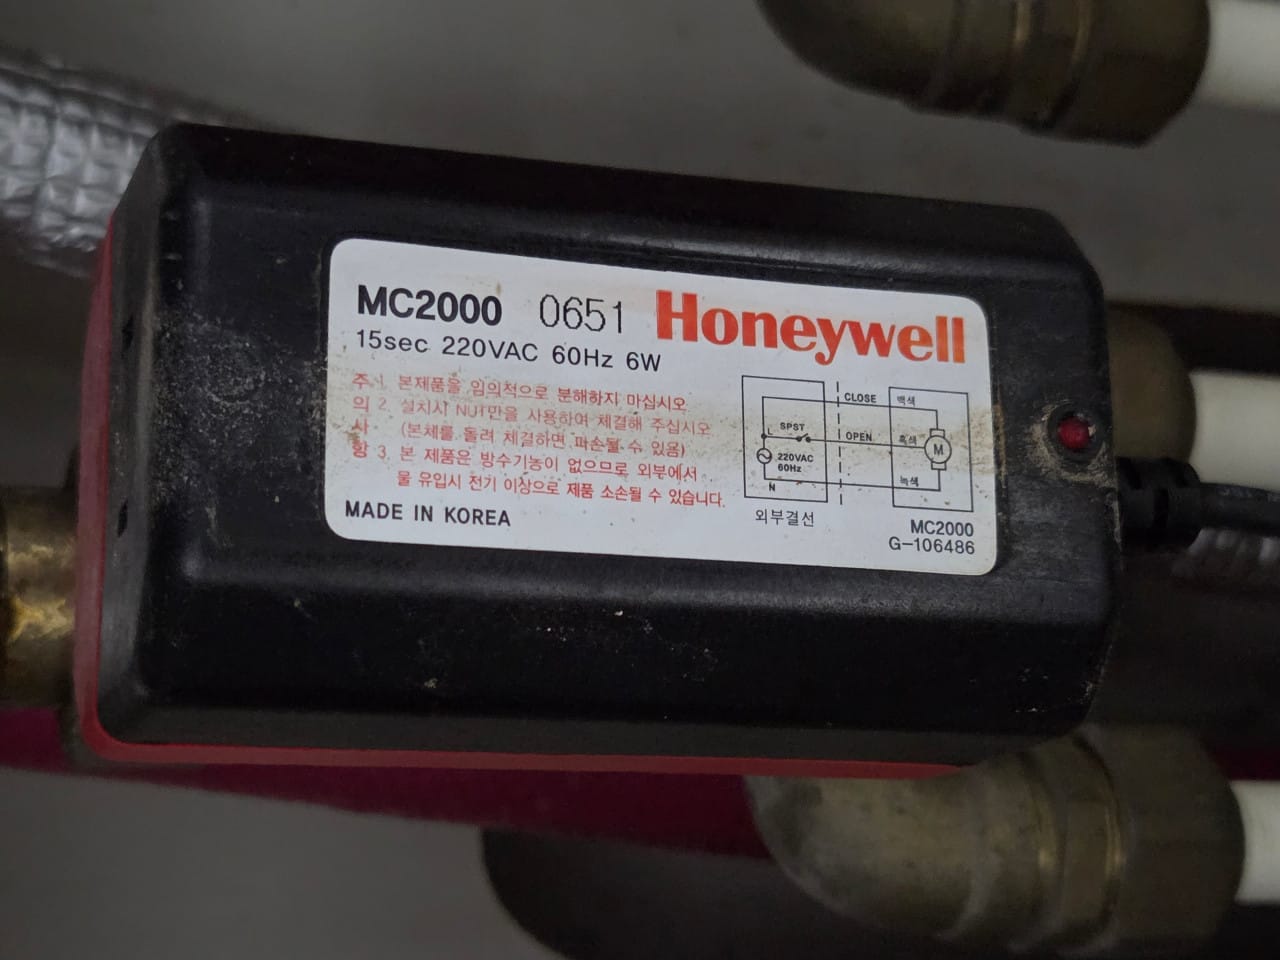 MC2000 0651 Honeywell
15sec 220VAC 60Hz 6W
주의사항
1. 본제품을 임의적으로 분해하지 마십시오
2. 설치시 NUT만을 사용하여 체결해 주십시오
(본체를 돌려 체결하면 파손될 수 있음)
3. 본 제품은 방수기능이 없으므로 외부에서
물 유입시 전기 이상으로 제품 소손될 수 있습니다.
MADE IN KOREA
CLOSE 백색
SPST
L OPEN 흑색
M
220VAC
60Hz
N 녹색
외부결선
MC2000
G-106486